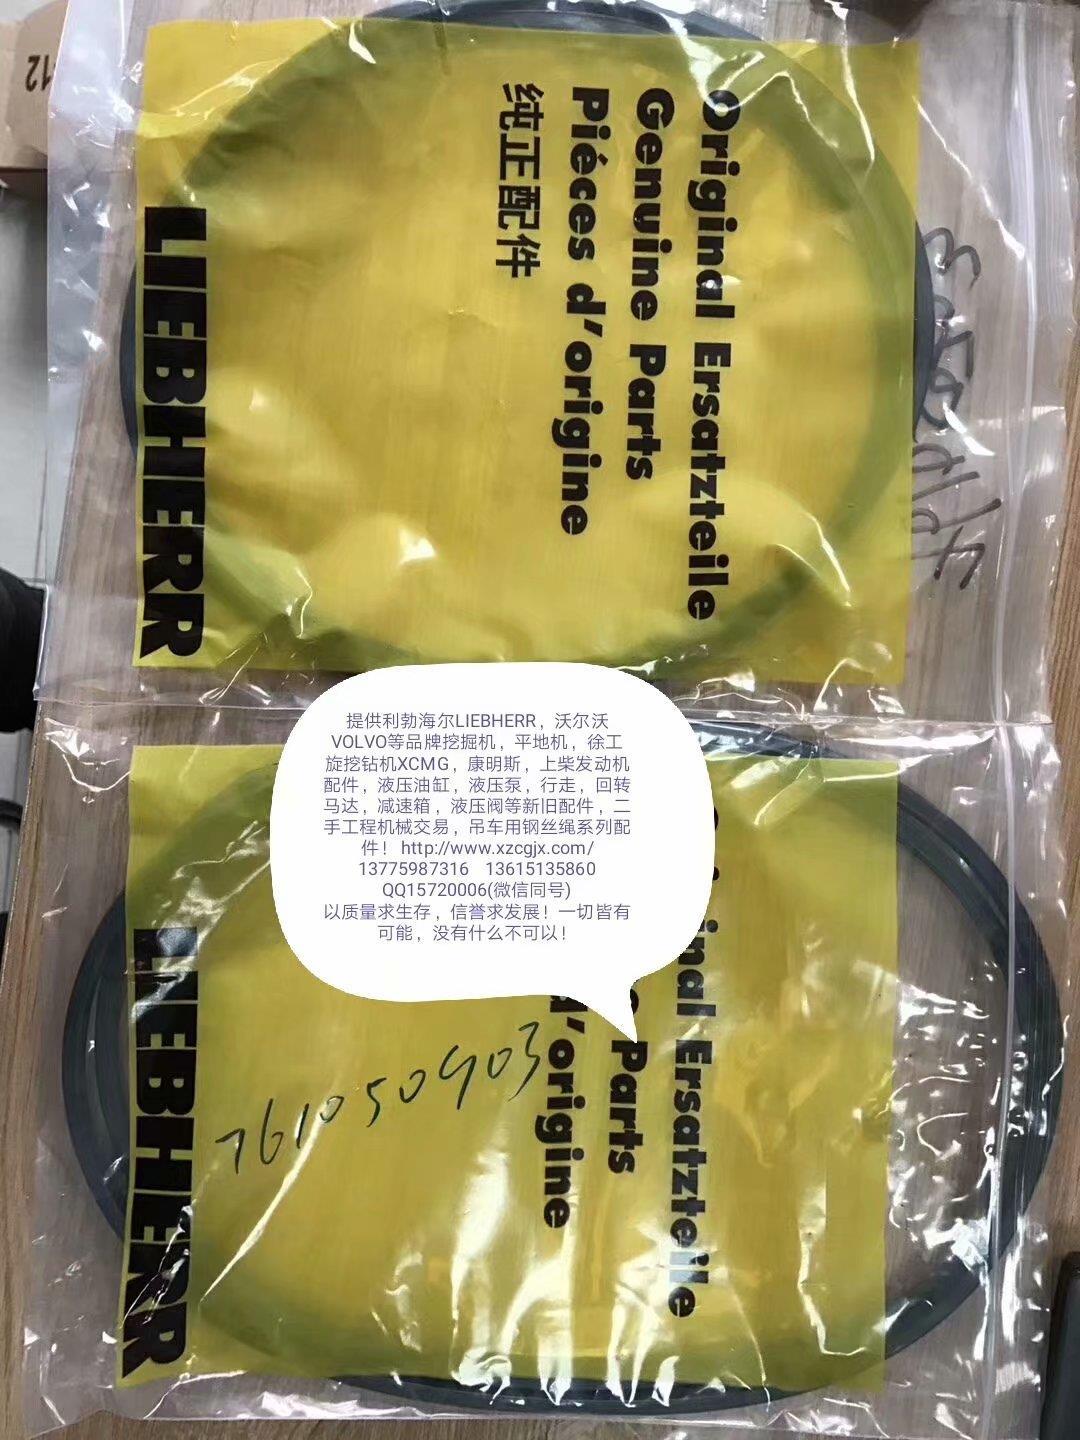 Original Ersatzteile
Genuine Parts
Piéces d'origine
纯正配件
LIEBHERR
提供利勃海尔LIEBHERR，沃尔沃
VOLVO等品牌挖掘机，平地机，徐工
旋挖钻机XCMG，康明斯，上柴发动机
配件，液压油缸，液压泵，行走，回转
马达，减速箱，液压阀等新旧配件，二
手工程机械交易，吊车用钢丝绳系列配
件！http://www.xzcgjx.com/
13775987316 13615135860
QQ15720006(微信同号)
以质量求生存，信誉求发展！一切皆有
可能，没有什么不可以！
inal Ersatzteile
Parts
d'origine
761050903
LIEBHERR
12